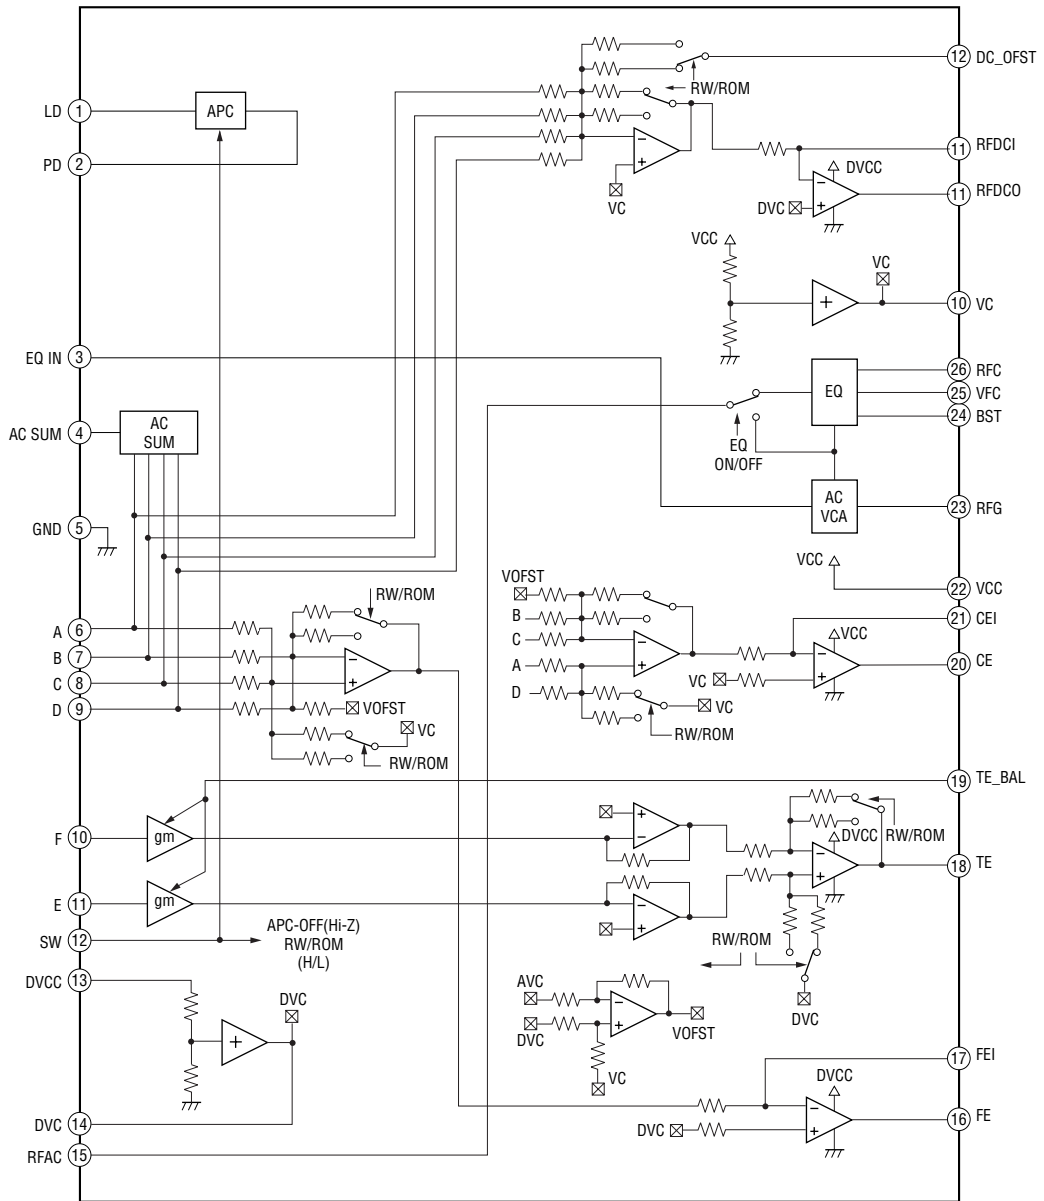 12 DC_OFST
RW/ROM
LD 1
APC
PD 2
VC
11 RFDCI
DVCC
11 RFDCO
DVC
VCC
VC
10 VC
EQ IN 3
EQ
26 RFC
25 VFC
24 BST
EQ
ON/OFF
AC SUM 4
AC
SUM
AC
VCA
23 RFG
GND 5
VCC
22 VCC
A 6
B 7
C 8
D 9
RW/ROM
VOFST
VC
RW/ROM
VOFST
B
C
A
D
VC
RW/ROM
21 CEI
VCC
20 CE
VC
19 TE_BAL
F 10
gm
E 11
gm
RW/ROM
DVCC
18 TE
SW 12
APC-OFF(Hi-Z)
RW/ROM
(H/L)
RW/ROM
DVC
DVCC 13
DVC
AVC
DVC
VOFST
VC
17 FEI
DVCC
DVC 14
DVC
16 FE
RFAC 15